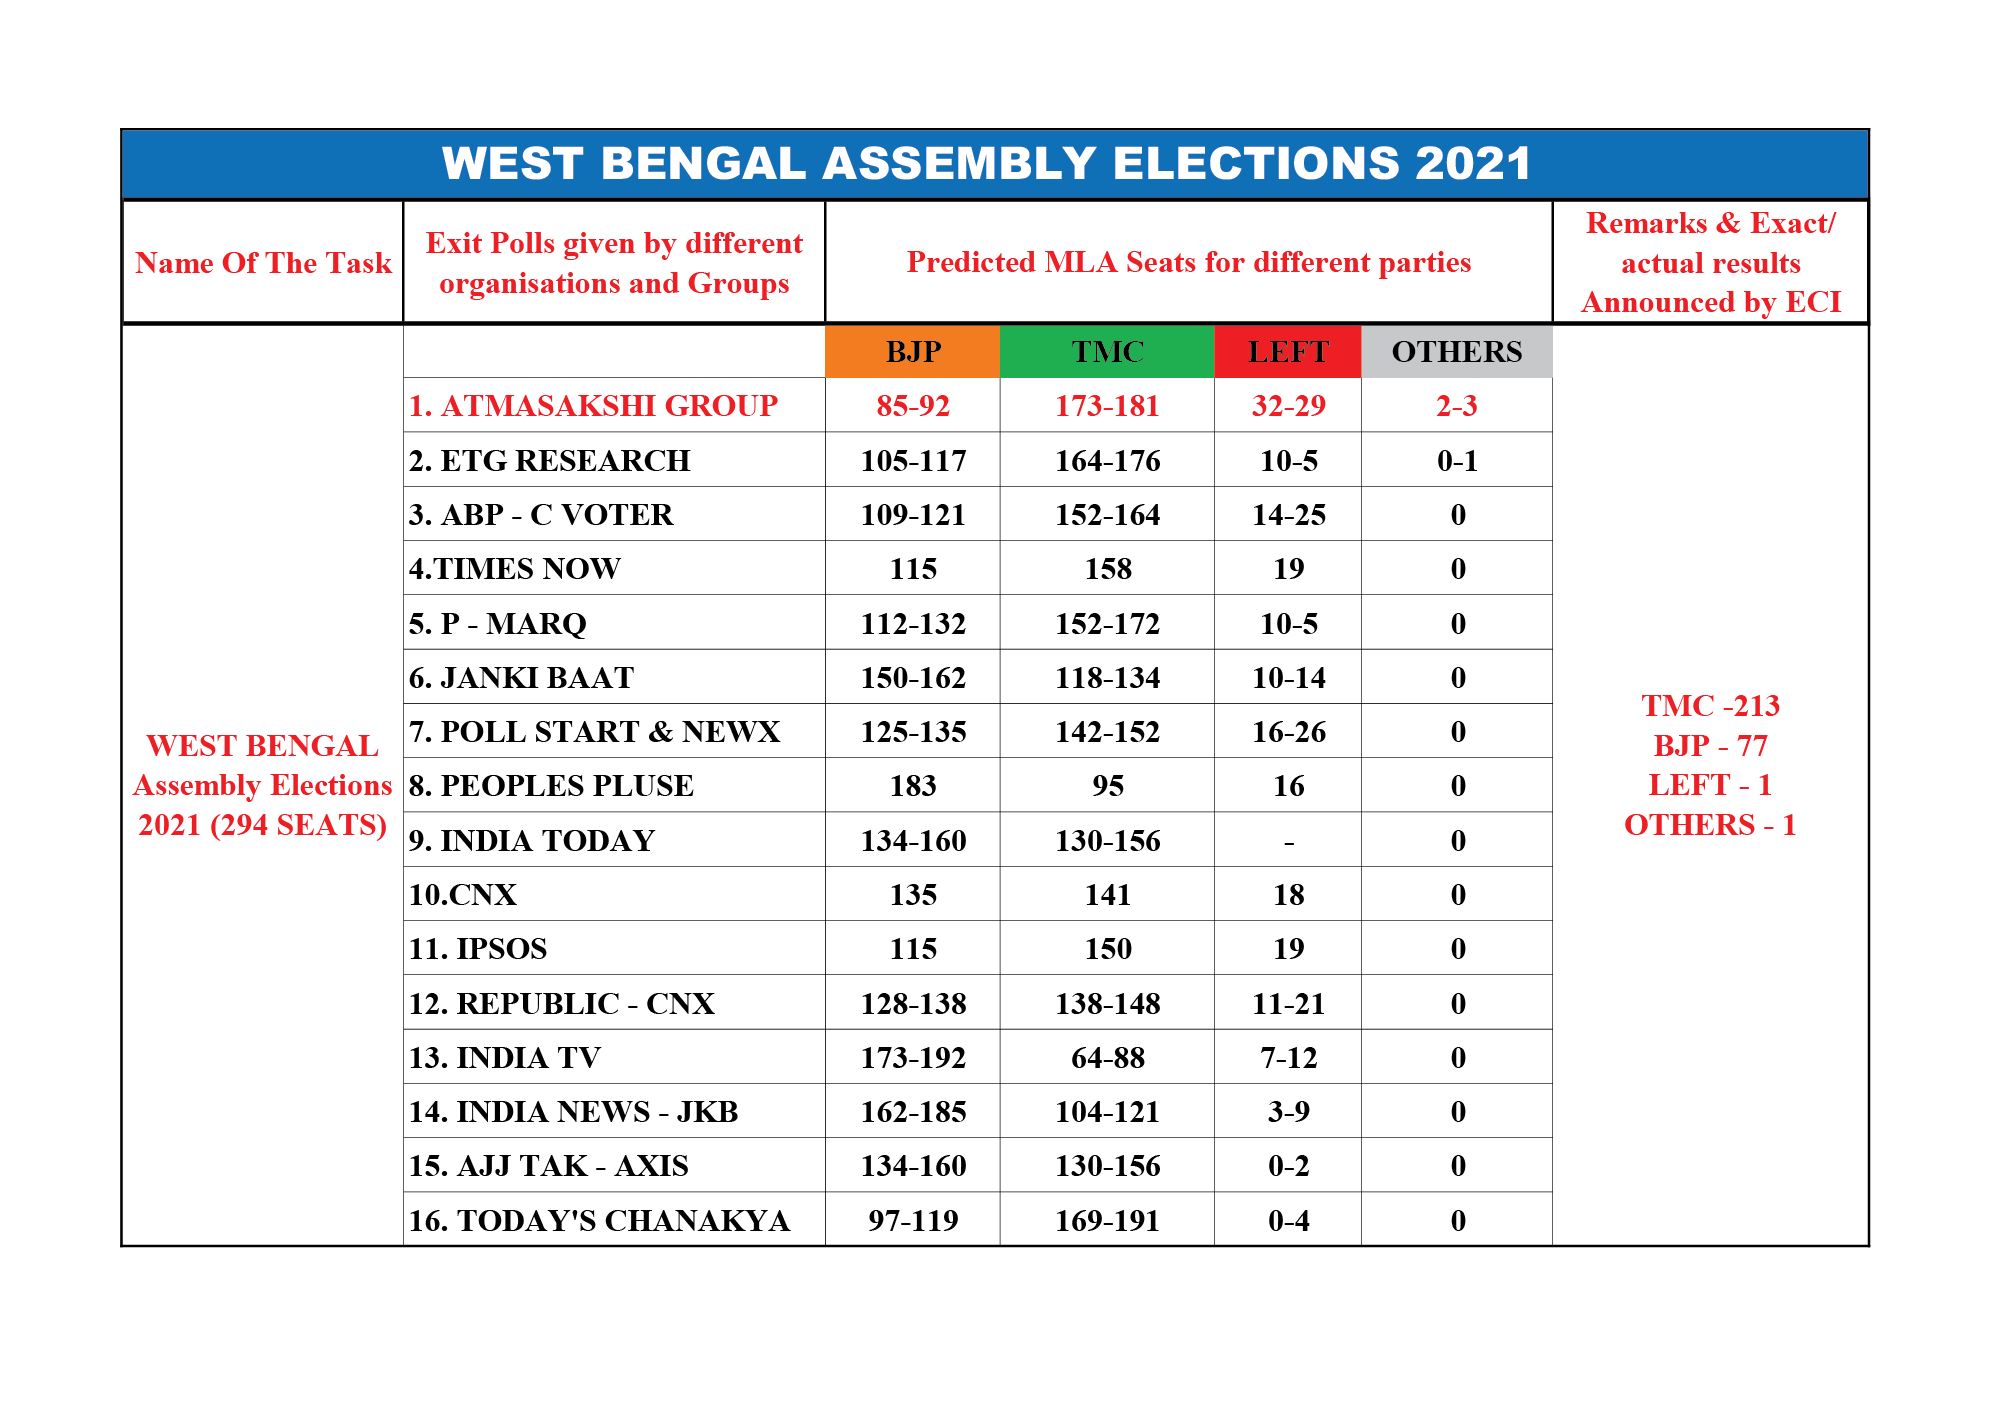 WEST BENGAL ASSEMBLY ELECTIONS 2021
Name Of The Task
Exit Polls given by different
organisations and Groups
Predicted MLA Seats for different parties
Remarks & Exact/
actual results
Announced by ECI
BJP TMC LEFT OTHERS
1. ATMASAKSHI GROUP 85-92 173-181 32-29 2-3
2. ETG RESEARCH 105-117 164-176 10-5 0-1
3. ABP - C VOTER 109-121 152-164 14-25 0
4.TIMES NOW 115 158 19 0
5. P - MARQ 112-132 152-172 10-5 0
6. JANKI BAAT 150-162 118-134 10-14 0
7. POLL START & NEWX 125-135 142-152 16-26 0
8. PEOPLES PLUSE 183 95 16 0
9. INDIA TODAY 134-160 130-156 - 0
10.CNX 135 141 18 0
11. IPSOS 115 150 19 0
12. REPUBLIC - CNX 128-138 138-148 11-21 0
13. INDIA TV 173-192 64-88 7-12 0
14. INDIA NEWS - JKB 162-185 104-121 3-9 0
15. AJJ TAK - AXIS 134-160 130-156 0-2 0
16. TODAY'S CHANAKYA 97-119 169-191 0-4 0
WEST BENGAL
Assembly Elections
2021 (294 SEATS)
TMC -213
BJP - 77
LEFT - 1
OTHERS - 1